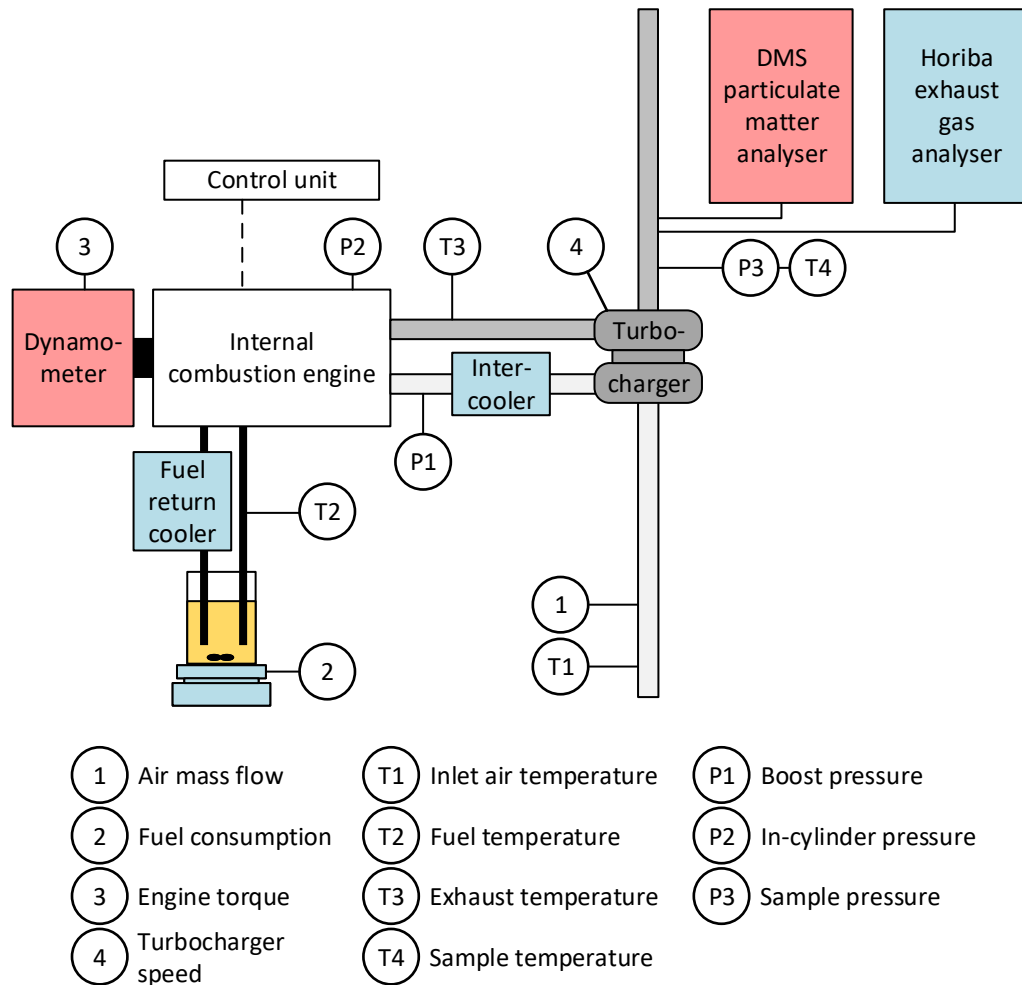 DMS
particulate
matter
analyser
Horiba
exhaust
gas
analyser
Control unit
3
P2
T3
4
P3
T4
Dynamo-
meter
Internal
combustion engine
Turbo-
charger
Inter-
cooler
P1
Fuel
return
cooler
T2
1
T1
2
1 Air mass flow
T1 Inlet air temperature
P1 Boost pressure
2 Fuel consumption
T2 Fuel temperature
P2 In-cylinder pressure
3 Engine torque
T3 Exhaust temperature
P3 Sample pressure
4 Turbocharger
speed
T4 Sample temperature